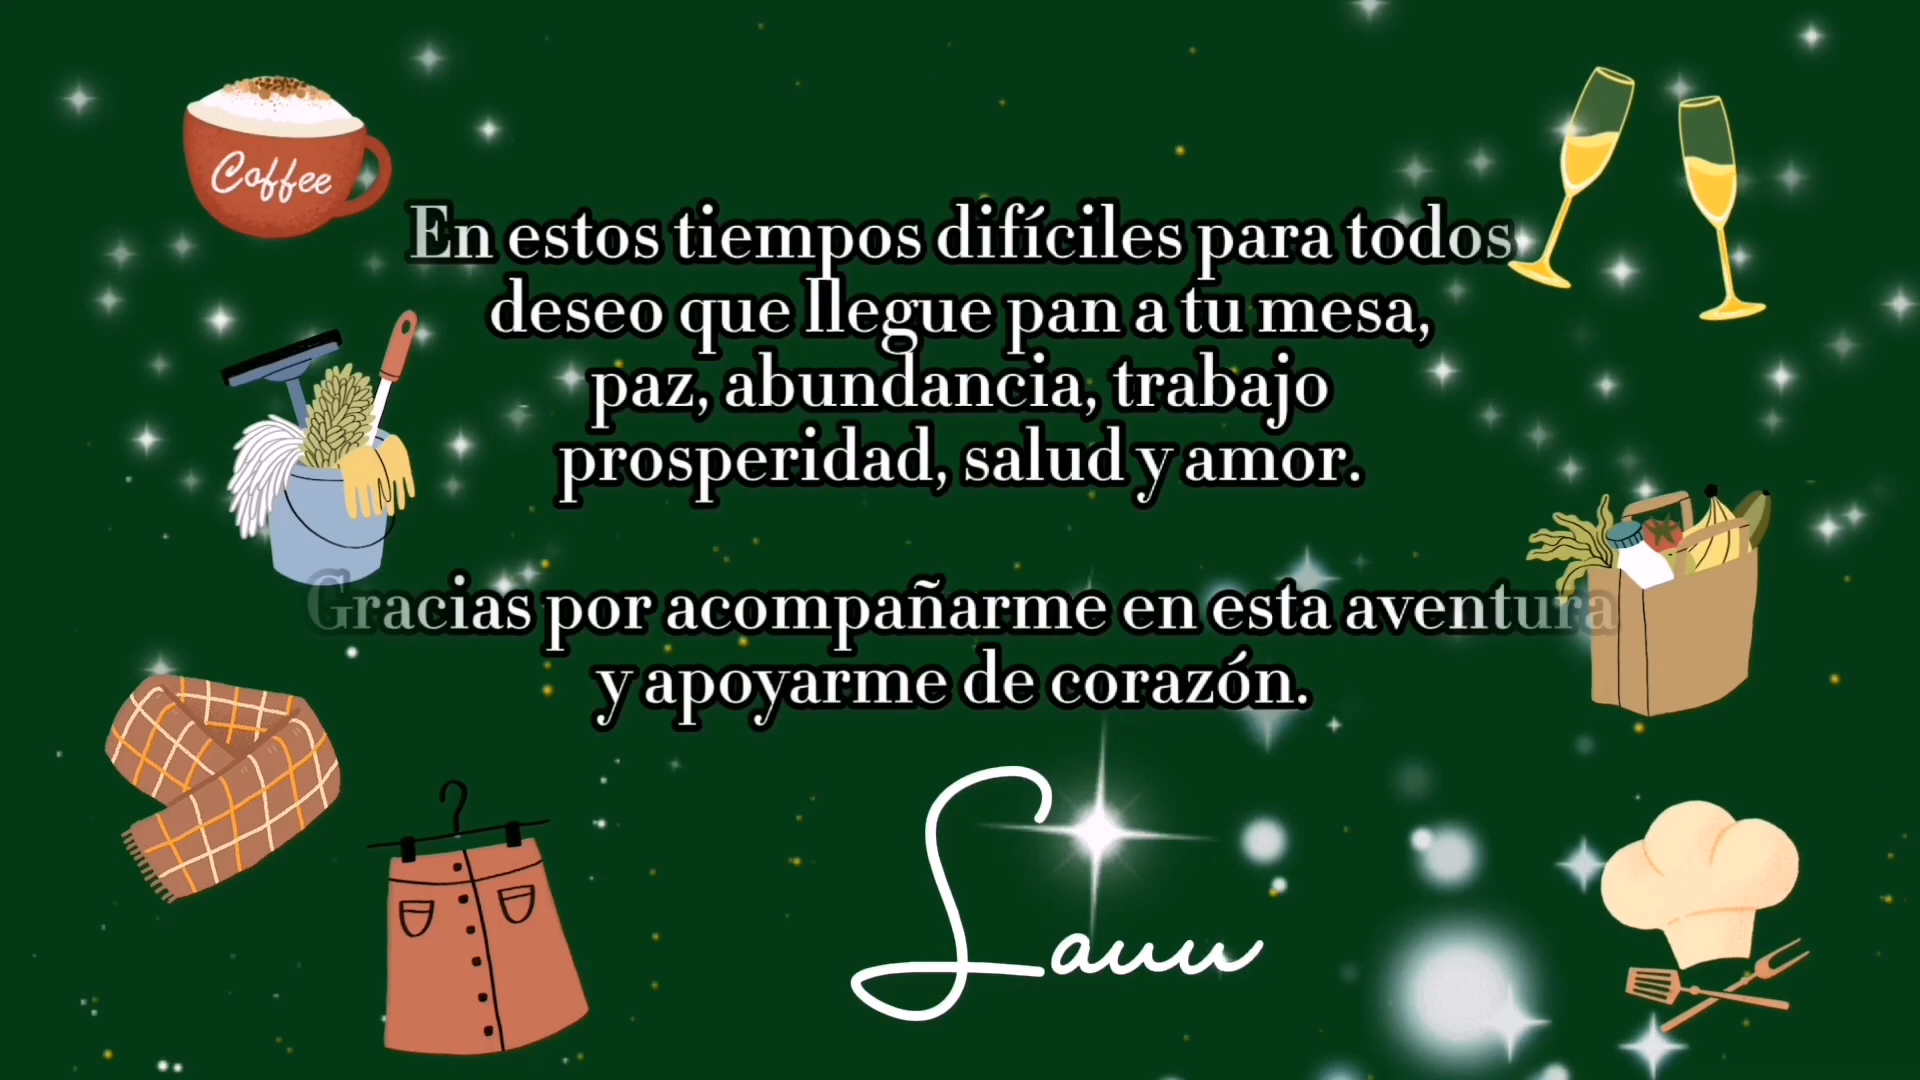 Coffee
En estos tiempos difíciles para todos
deseo que llegue pan a tu mesa,
paz, abundancia, trabajo
prosperidad, salud y amor.
Gracias por acompañarme en esta aventura
y apoyarme de corazón.
Lauu